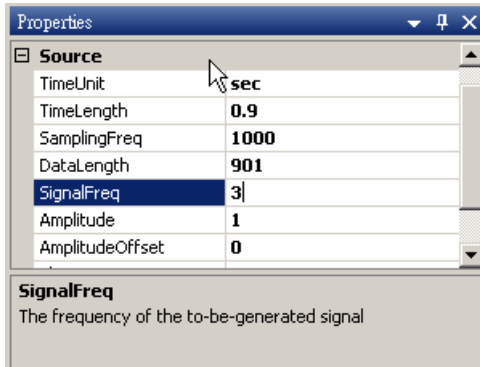 Properties
Source
TimeUnit sec
TimeLength 0.9
SamplingFreq 1000
DataLength 901
SignalFreq 3
Amplitude 1
AmplitudeOffset 0
SignalFreq
The frequency of the to-be-generated signal